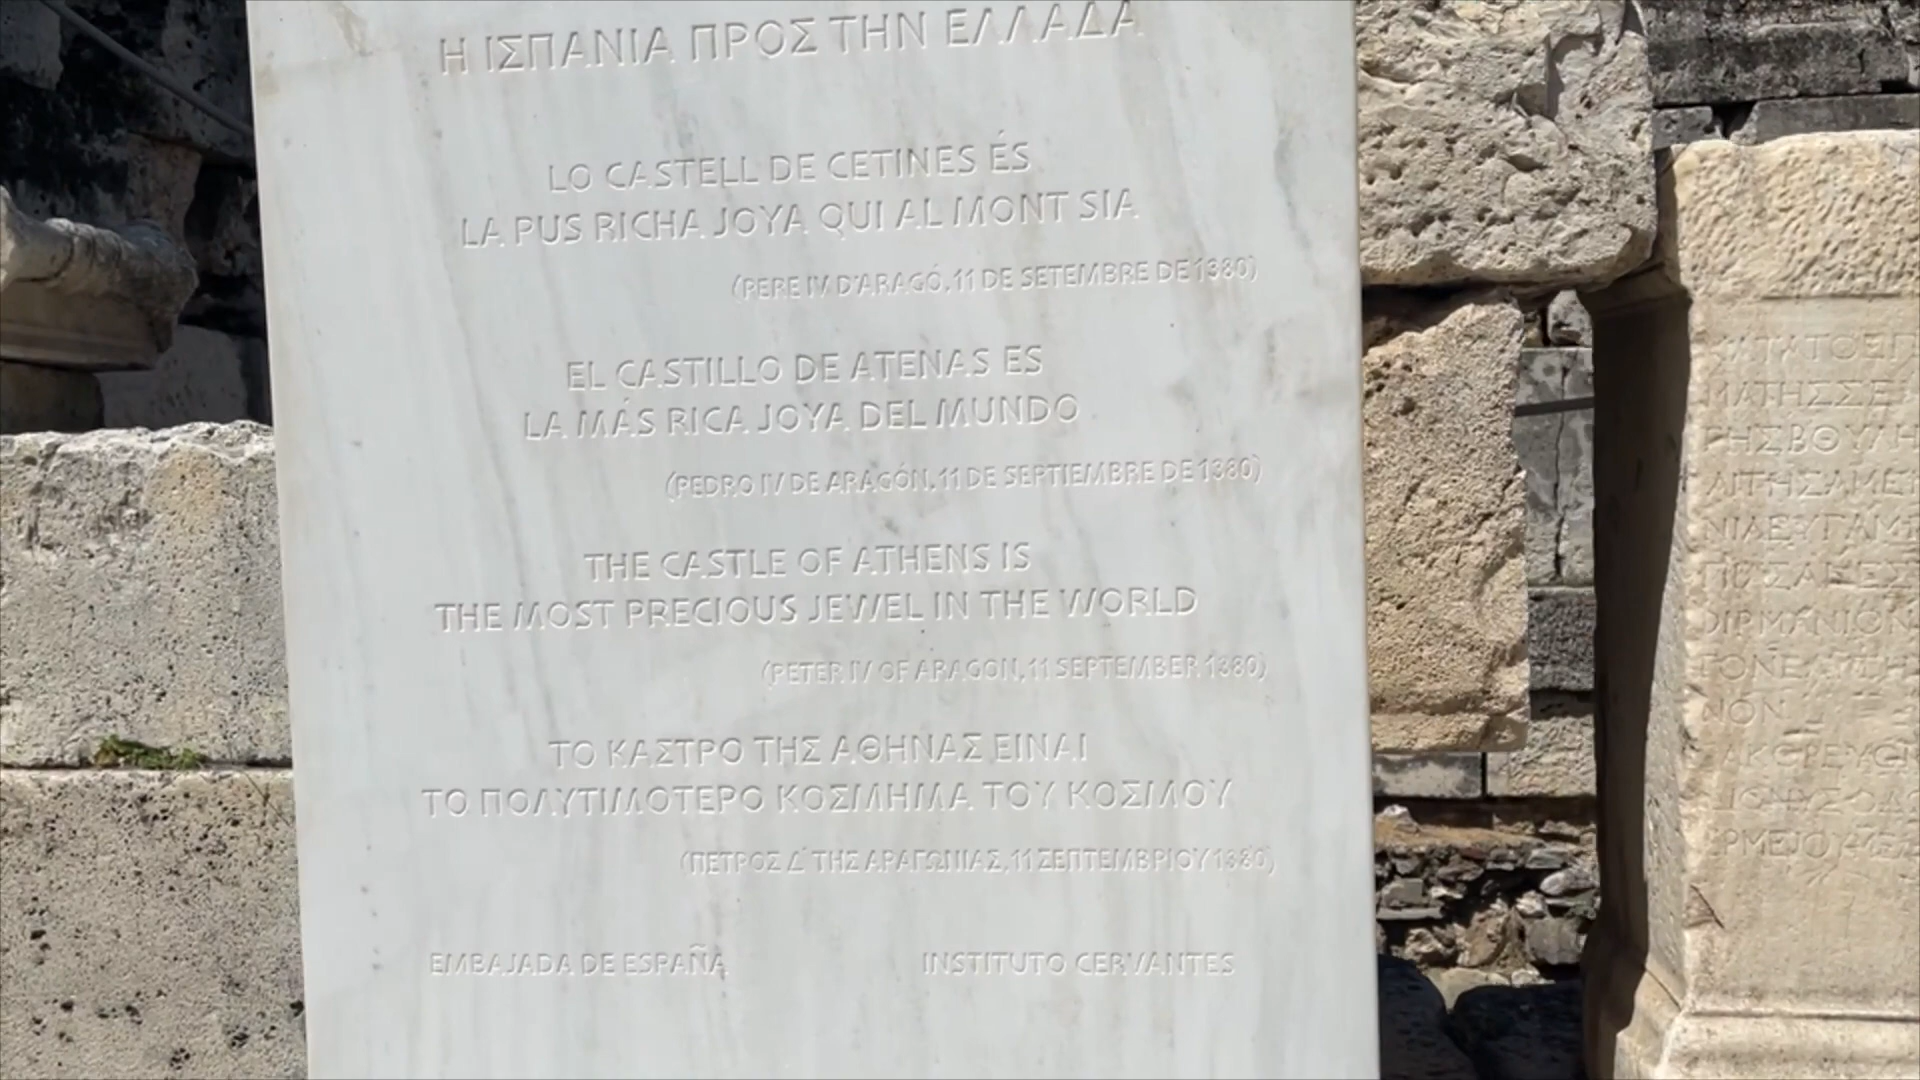 Η ΙΣΠΑΝΙΑ ΠΡΟΣ ΤΗΝ ΕΛΛΑΔΑ
LO CASTELL DE CETINES ÉS
LA PUS RICHA JOYA QUI AL MONT SIA
(PERE IV D'ARAGÓ, 11 DE SETEMBRE DE 1380)
EL CASTILLO DE ATENAS ES
LA MÁS RICA JOYA DEL MUNDO
(PEDRO IV DE ARAGÓN, 11 DE SEPTIEMBRE DE 1380)
THE CASTLE OF ATHENS IS
THE MOST PRECIOUS JEWEL IN THE WORLD
(PETER IV OF ARAGON, 11 SEPTEMBER 1380)
ΤΟ ΚΑΣΤΡΟ ΤΗΣ ΑΘΗΝΑΣ ΕΙΝΑΙ
ΤΟ ΠΟΛΥΤΙΜΟΤΕΡΟ ΚΟΣΜΗΜΑ ΤΟΥ ΚΟΣΜΟΥ
(ΠΕΤΡΟΣ Δ΄ ΤΗΣ ΑΡΑΓΩΝΙΑΣ, 11 ΣΕΠΤΕΜΒΡΙΟΥ 1380)
EMBAJADA DE ESPAÑA INSTITUTO CERVANTES